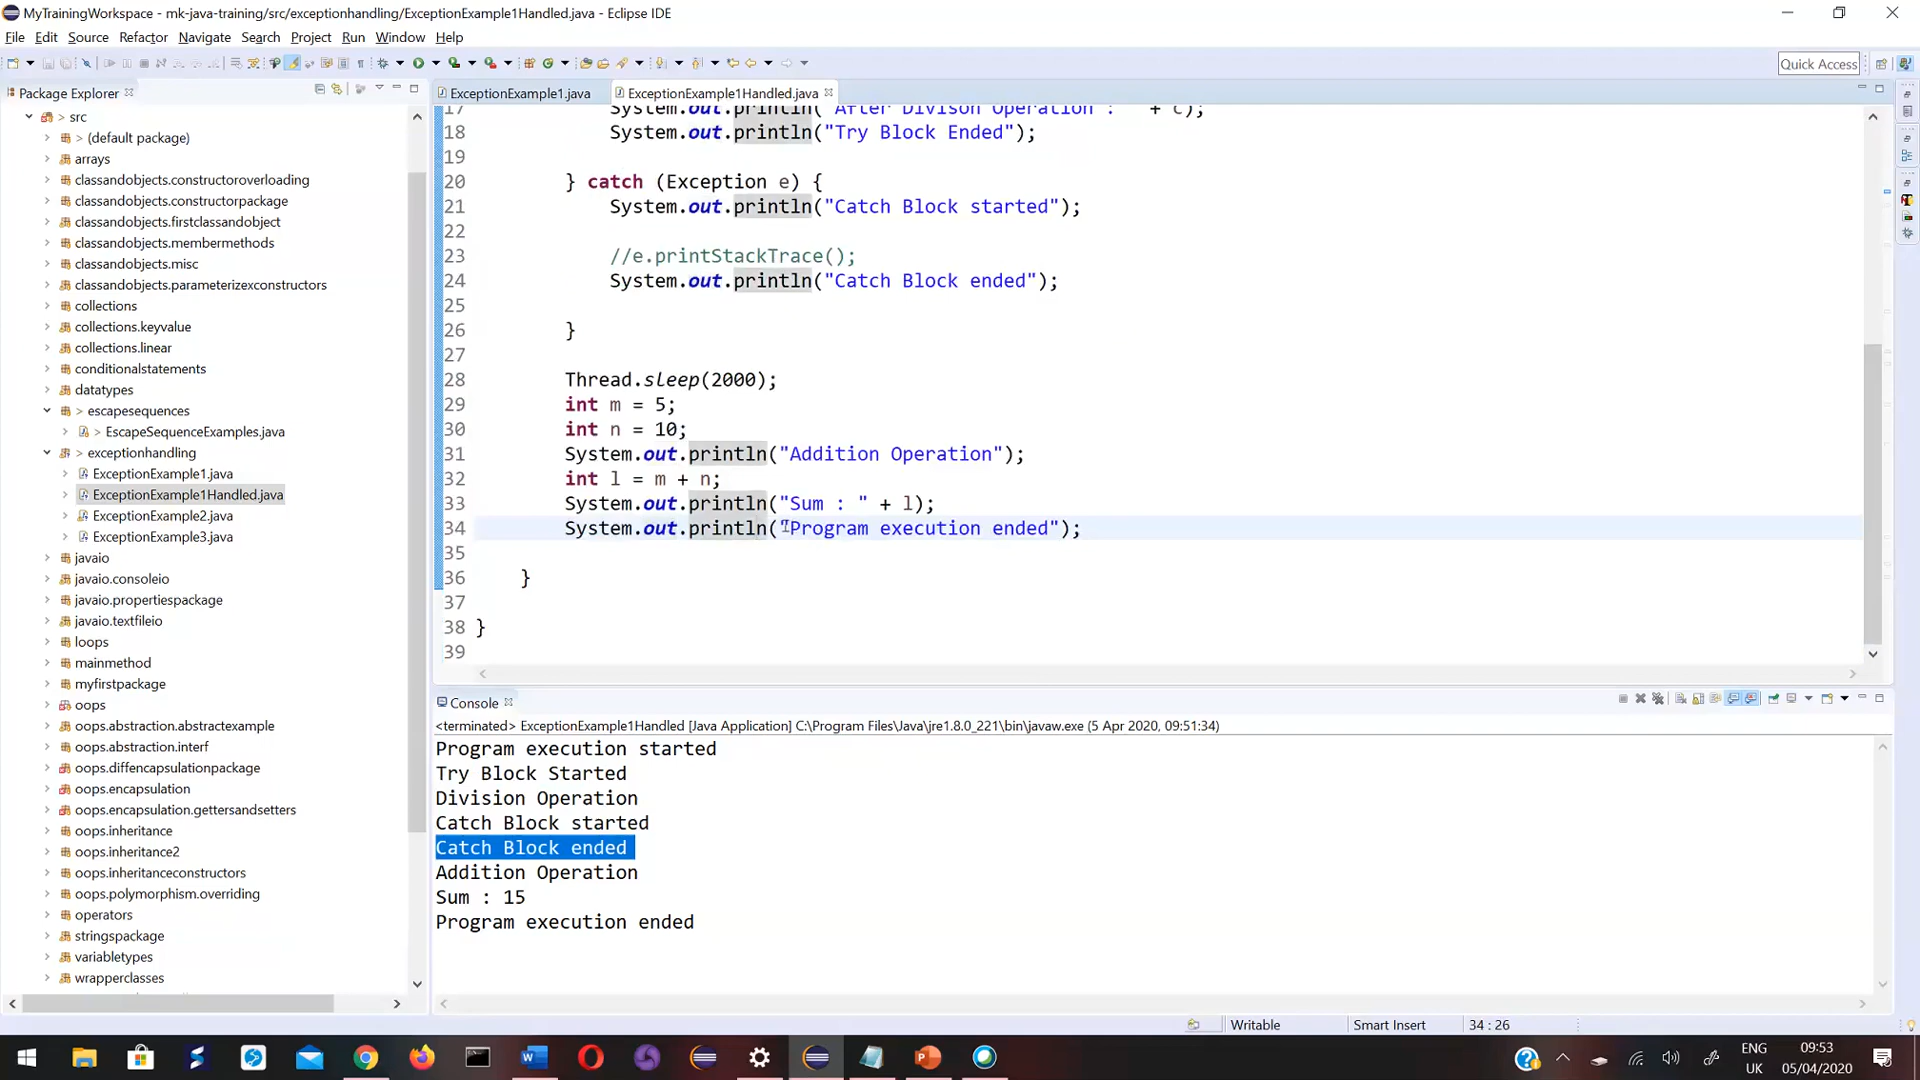 MyTrainingWorkspace - mk-java-training/src/exceptionhandling/ExceptionExample1Handled.java - Eclipse IDE
File Edit Source Refactor Navigate Search Project Run Window Help
Quick Access
Package Explorer
src
> (default package)
arrays
classandobjects.constructoroverloading
classandobjects.constructorpackage
classandobjects.firstclassandobject
classandobjects.membermethods
classandobjects.misc
classandobjects.parameterizexconstructors
collections
collections.keyvalue
collections.linear
conditionalstatements
datatypes
> escapesequences
> EscapeSequenceExamples.java
> exceptionhandling
ExceptionExample1.java
ExceptionExample1Handled.java
ExceptionExample2.java
ExceptionExample3.java
javaio
javaio.consoleio
javaio.propertiespackage
javaio.textfileio
loops
mainmethod
myfirstpackage
oops
oops.abstraction.abstractexample
oops.abstraction.interf
oops.diffencapsulationpackage
oops.encapsulation
oops.encapsulation.gettersandsetters
oops.inheritance
oops.inheritance2
oops.inheritanceconstructors
oops.polymorphism.overriding
operators
stringspackage
variabletypes
wrapperclasses
ExceptionExample1.java ExceptionExample1Handled.java
17 System.out.println("After Divison Operation : " + c);
18 System.out.println("Try Block Ended");
19
20 } catch (Exception e) {
21 System.out.println("Catch Block started");
22
23 //e.printStackTrace();
24 System.out.println("Catch Block ended");
25
26 }
27
28 Thread.sleep(2000);
29 int m = 5;
30 int n = 10;
31 System.out.println("Addition Operation");
32 int l = m + n;
33 System.out.println("Sum : " + l);
34 System.out.println("Program execution ended");
35
36 }
37
38 }
39
Console
<terminated> ExceptionExample1Handled [Java Application] C:\Program Files\Java\jre1.8.0_221\bin\javaw.exe (5 Apr 2020, 09:51:34)
Program execution started
Try Block Started
Division Operation
Catch Block started
Catch Block ended
Addition Operation
Sum : 15
Program execution ended
Writable Smart Insert 34 : 26
ENG
UK
09:53
05/04/2020